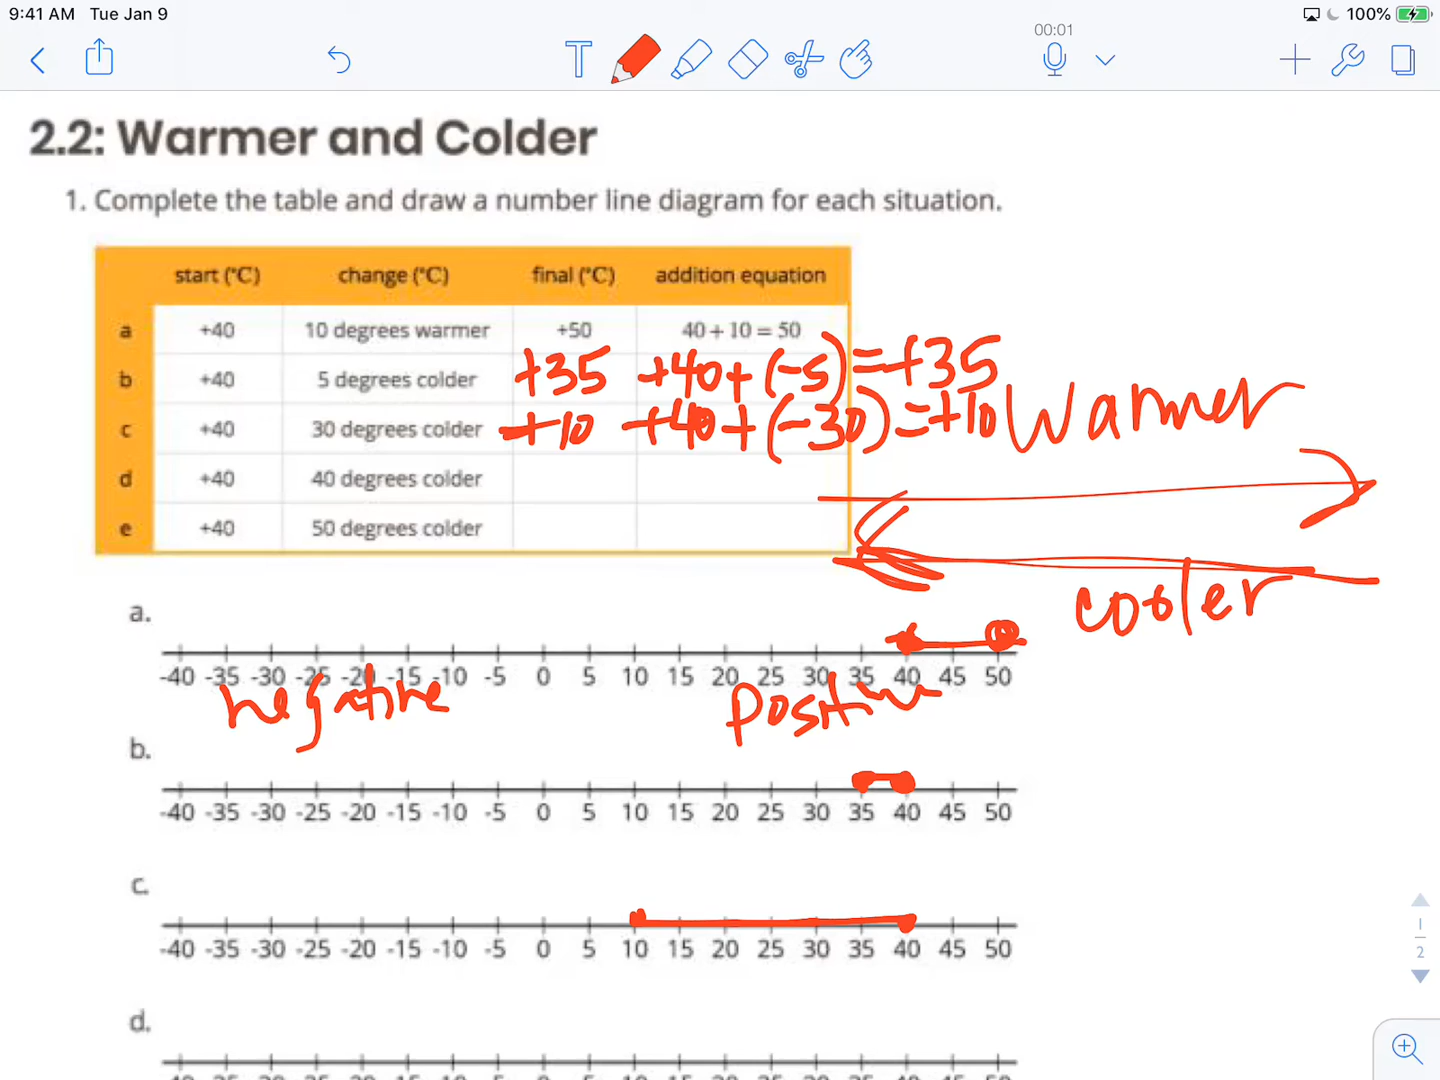 9:41 AM Tue Jan 9
100%
00:01
2.2: Warmer and Colder
1. Complete the table and draw a number line diagram for each situation.
start (°C) change (°C) final (°C) addition equation
a +40 10 degrees warmer +50 40 + 10 = 50
b +40 5 degrees colder +35 +40+(-5)=+35
c +40 30 degrees colder +10 +40+(-30)=+10
Warmer
d +40 40 degrees colder
e +40 50 degrees colder
cooler
a.
-40 -35 -30 -25 -20 -15 -10 -5 0 5 10 15 20 25 30 35 40 45 50
negative positive
b.
-40 -35 -30 -25 -20 -15 -10 -5 0 5 10 15 20 25 30 35 40 45 50
c.
-40 -35 -30 -25 -20 -15 -10 -5 0 5 10 15 20 25 30 35 40 45 50
1
2
d.